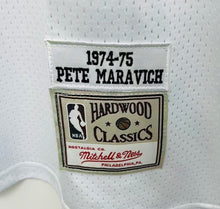 1974-75
PETE MARAVICH
HARDWOOD
CLASSICS
NBA
NOSTALGIA CO.
Mitchell & Ness
PHILADELPHIA, PA.